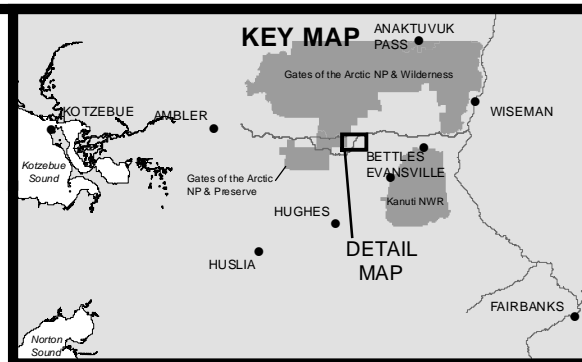 KEY MAP
ANAKTUVUK
PASS
Gates of the Arctic NP & Wilderness
KOTZEBUE
AMBLER
WISEMAN
Kotzebue
Sound
BETTLES
EVANSVILLE
Gates of the Arctic
NP & Preserve
Kanuti NWR
HUGHES
DETAIL
MAP
HUSLIA
FAIRBANKS
Norton
Sound